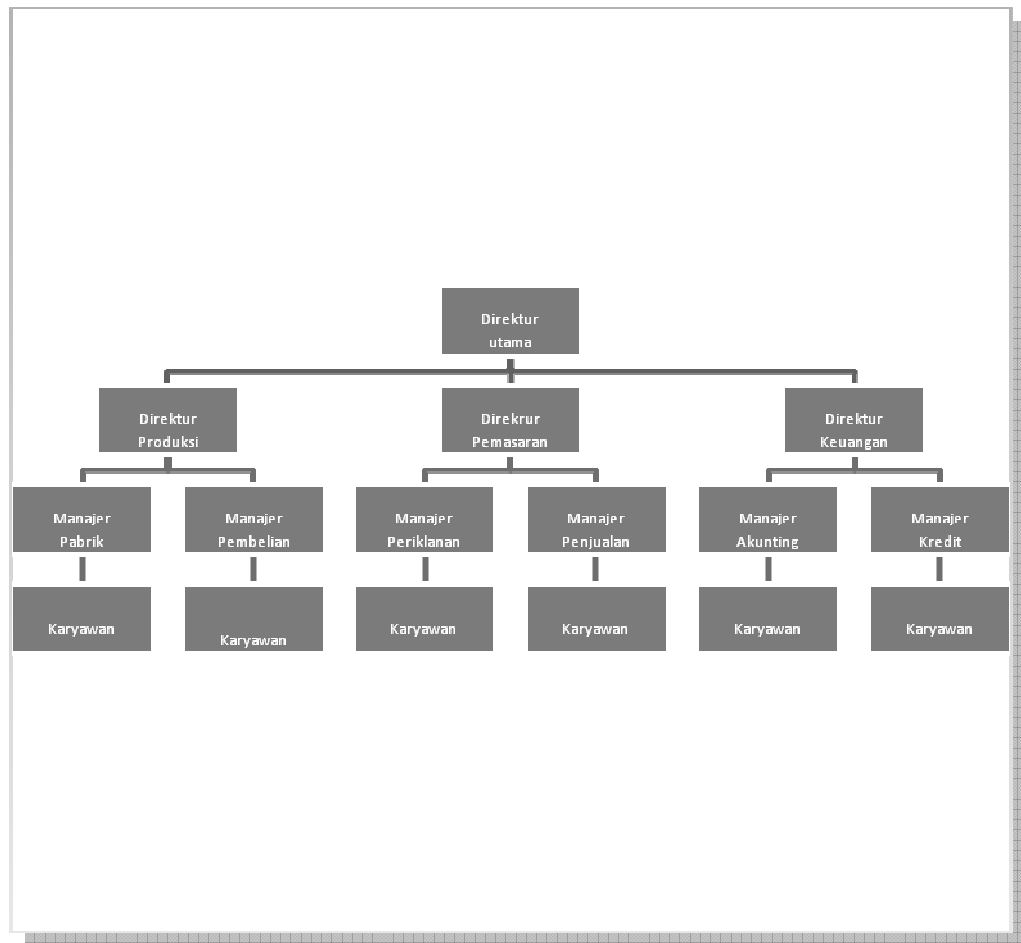 Direktur
utama
Direktur
Produksi
Direkrur
Pemasaran
Direktur
Keuangan
Manajer
Pabrik
Manajer
Pembelian
Manajer
Periklanan
Manajer
Penjualan
Manajer
Akunting
Manajer
Kredit
Karyawan
Karyawan
Karyawan
Karyawan
Karyawan
Karyawan